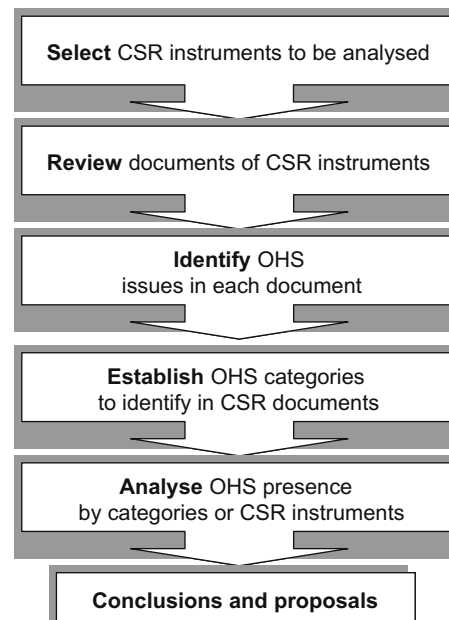 Select CSR instruments to be analysed
Review documents of CSR instruments
Identify OHS
issues in each document
Establish OHS categories
to identify in CSR documents
Analyse OHS presence
by categories or CSR instruments
Conclusions and proposals